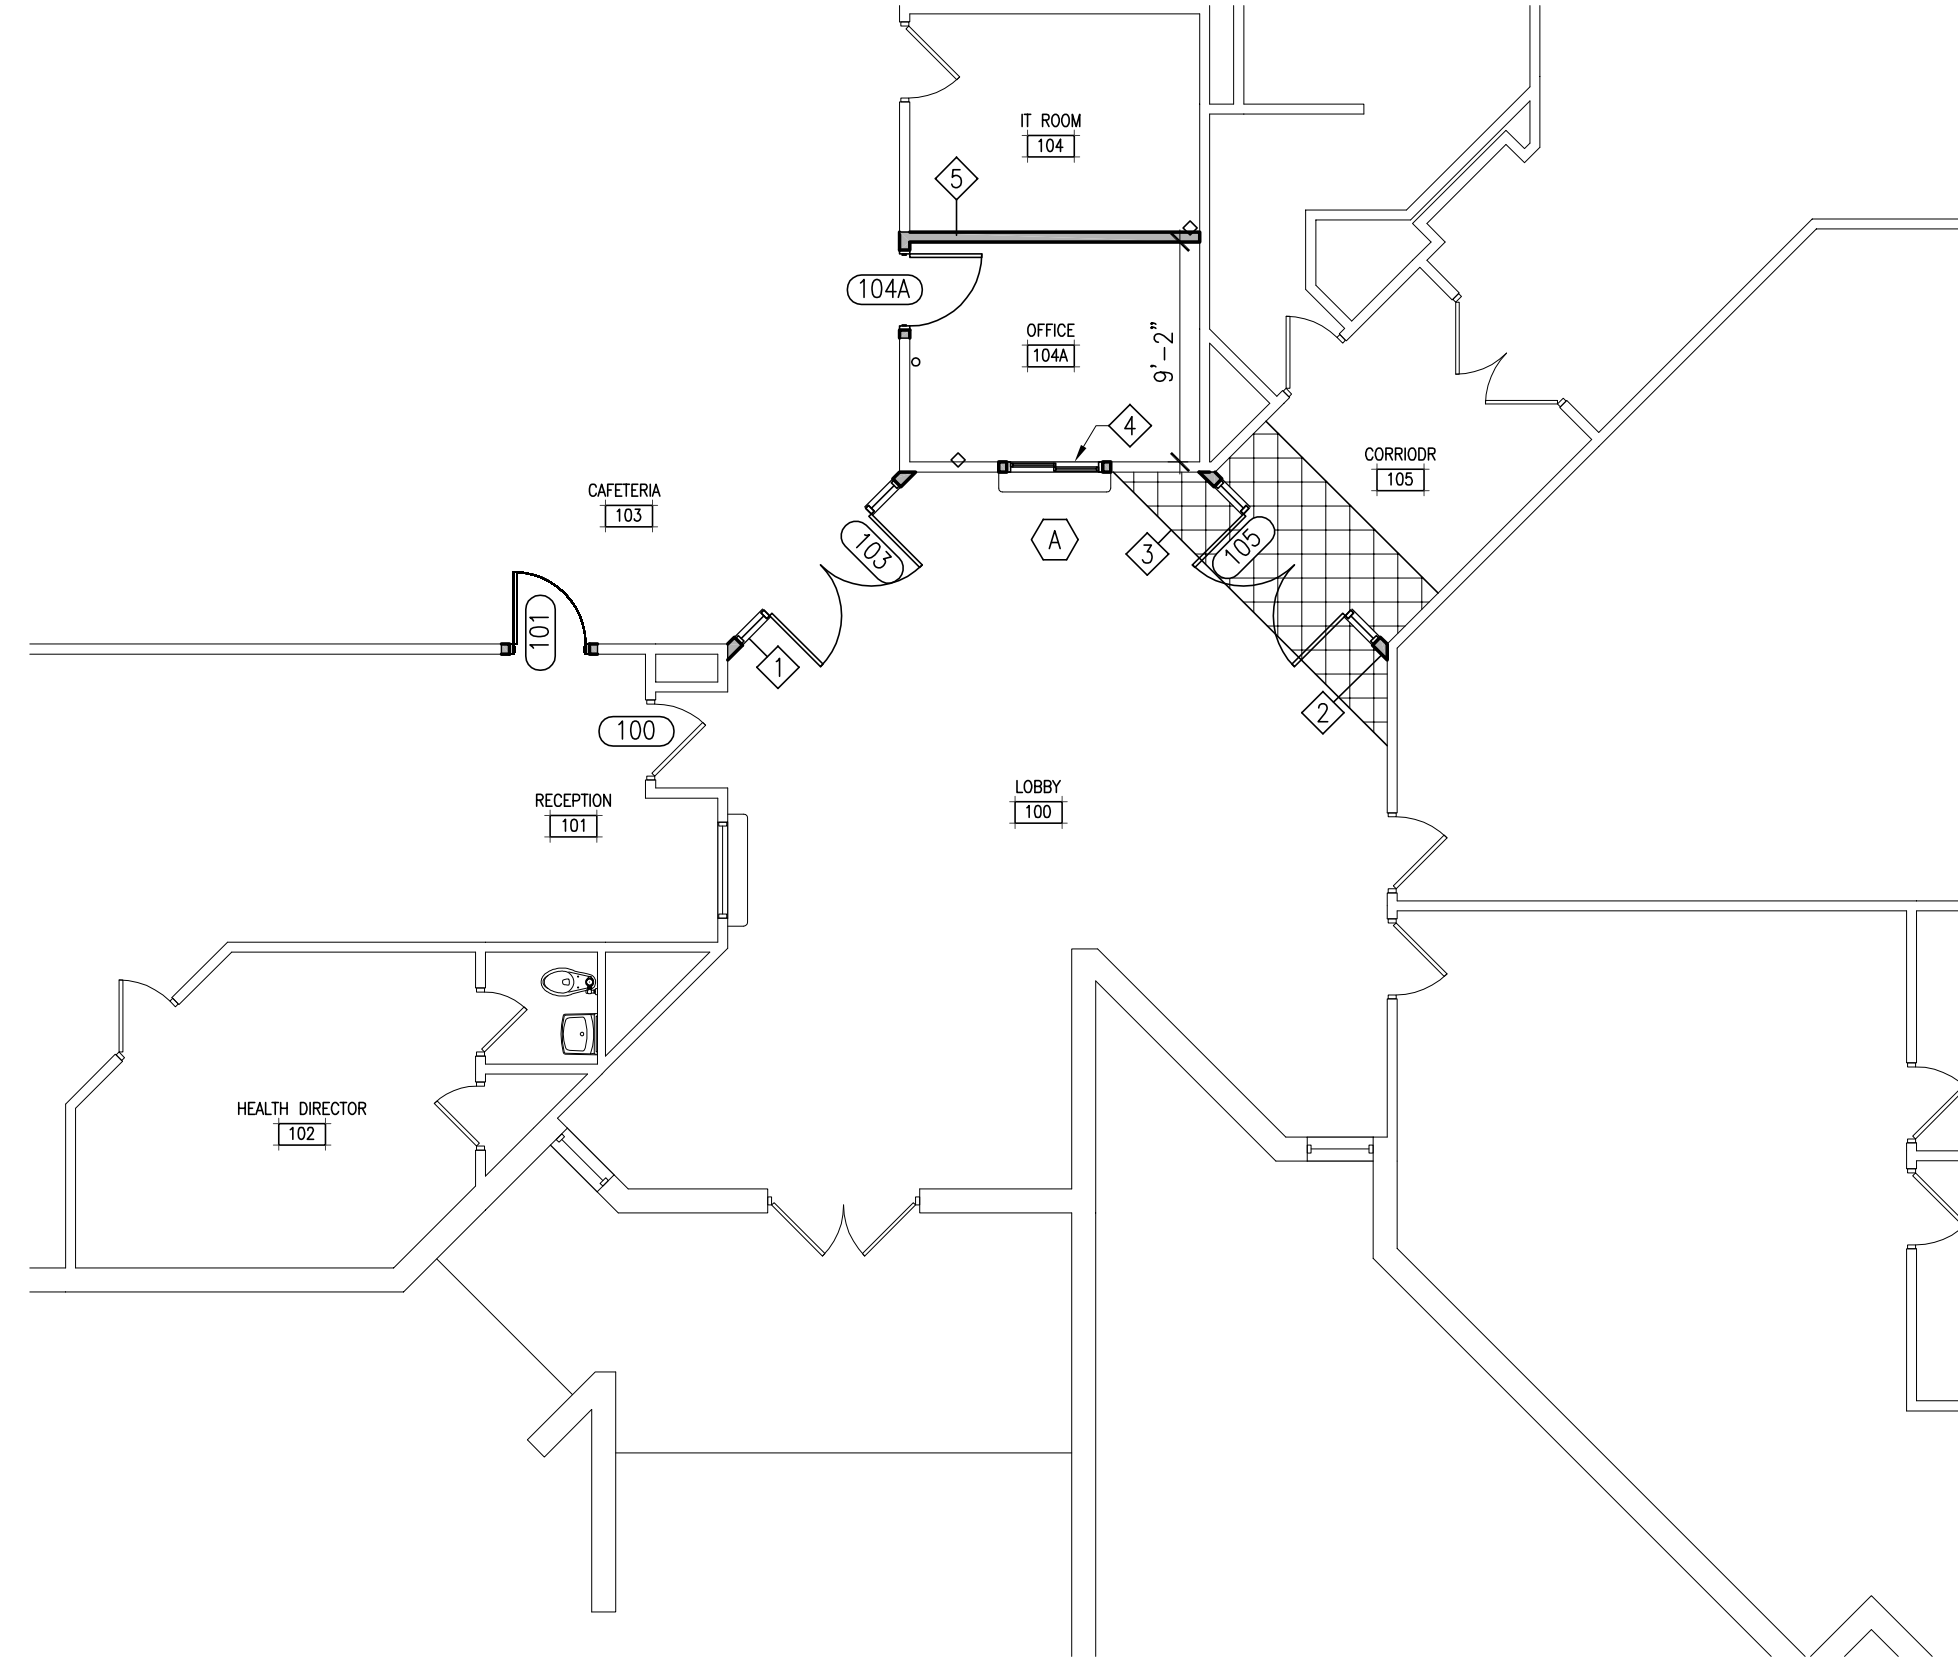 IT ROOM
104
5
104A
OFFICE
104A
9'-2"
4
CORRIODR
105
CAFETERIA
103
A
103
3
105
101
1
2
100
RECEPTION
101
LOBBY
100
HEALTH DIRECTOR
102